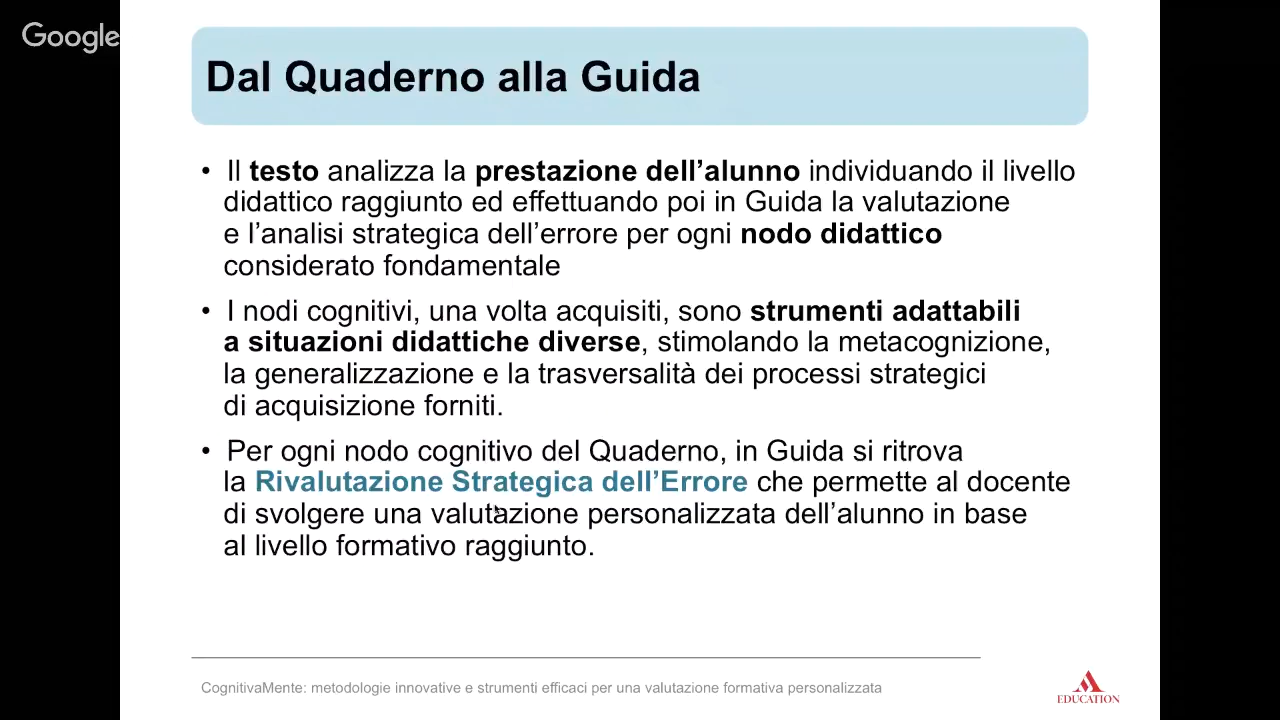 Google
Dal Quaderno alla Guida
• Il testo analizza la prestazione dell’alunno individuando il livello
didattico raggiunto ed effettuando poi in Guida la valutazione
e l’analisi strategica dell’errore per ogni nodo didattico
considerato fondamentale
• I nodi cognitivi, una volta acquisiti, sono strumenti adattabili
a situazioni didattiche diverse, stimolando la metacognizione,
la generalizzazione e la trasversalità dei processi strategici
di acquisizione forniti.
• Per ogni nodo cognitivo del Quaderno, in Guida si ritrova
la Rivalutazione Strategica dell’Errore che permette al docente
di svolgere una valutazione personalizzata dell’alunno in base
al livello formativo raggiunto.
CognitivaMente: metodologie innovative e strumenti efficaci per una valutazione formativa personalizzata
EDUCATION